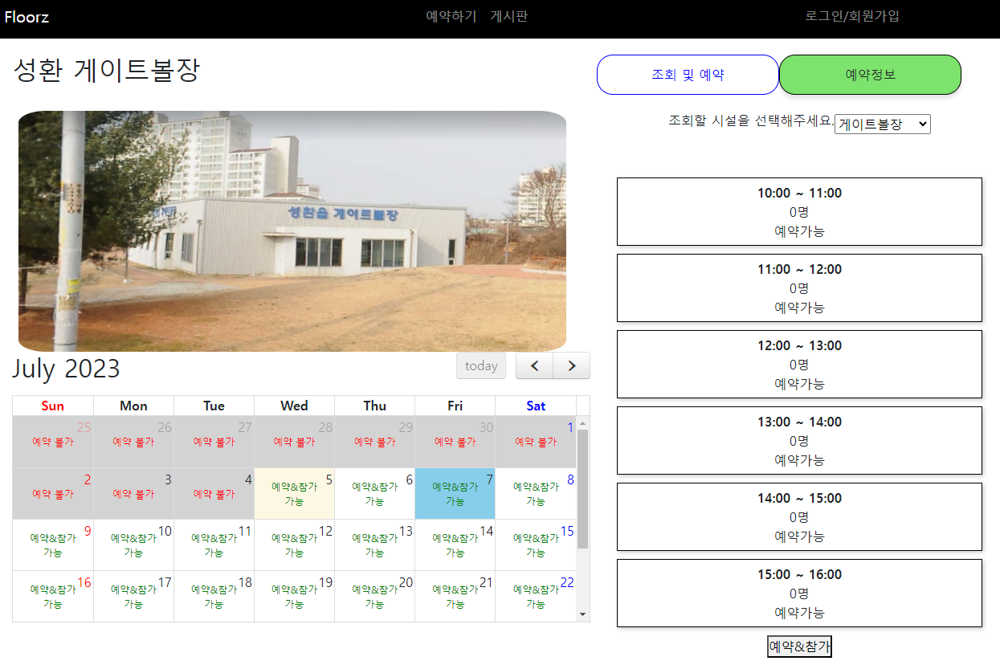 Floorz 예약하기 게시판 로그인/회원가입
성환 게이트볼장
조회 및 예약 예약정보
조회할 시설을 선택해주세요. 게이트볼장
성환읍 게이트볼장
10:00 ~ 11:00
0명
예약가능
11:00 ~ 12:00
0명
예약가능
12:00 ~ 13:00
0명
예약가능
13:00 ~ 14:00
0명
예약가능
14:00 ~ 15:00
0명
예약가능
15:00 ~ 16:00
0명
예약가능
예약&참가
July 2023 today
Sun Mon Tue Wed Thu Fri Sat
25 26 27 28 29 30 1
예약 불가 예약 불가 예약 불가 예약 불가 예약 불가 예약 불가 예약 불가
2 3 4 5 6 7 8
예약 불가 예약 불가 예약 불가 예약&참가 예약&참가 예약&참가 예약&참가
가능 가능 가능 가능
9 10 11 12 13 14 15
예약&참가 예약&참가 예약&참가 예약&참가 예약&참가 예약&참가 예약&참가
가능 가능 가능 가능 가능 가능 가능
16 17 18 19 20 21 22
예약&참가 예약&참가 예약&참가 예약&참가 예약&참가 예약&참가 예약&참가
가능 가능 가능 가능 가능 가능 가능